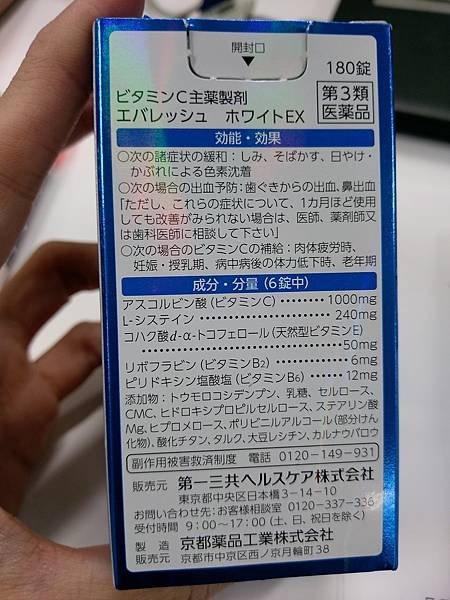 開封口
180錠
ビタミンC主薬製剤
エバレッシュ ホワイトEX
第3類
医薬品
効能・効果
○次の諸症状の緩和：しみ、そばかす、日やけ・
かぶれによる色素沈着
○次の場合の出血予防：歯ぐきからの出血、鼻出血
「ただし、これらの症状について、1カ月ほど使用
しても改善がみられない場合は、医師、薬剤師又
は歯科医師に相談して下さい」
○次の場合のビタミンCの補給：肉体疲労時、
妊娠・授乳期、病中病後の体力低下時、老年期
成分・分量（6錠中）
アスコルビン酸（ビタミンC）・・・・・・・・・1000mg
L-システイン・・・・・・・・・・・・・・・・・・240mg
コハク酸d-α-トコフェロール（天然型ビタミンE）
・・・・・・・・・・・・・・・・・・・・・・・・・50mg
リボフラビン（ビタミンB2）・・・・・・・・・・・6mg
ピリドキシン塩酸塩（ビタミンB6）・・・・・・12mg
添加物：トウモロコシデンプン、乳糖、セルロース、
CMC、ヒドロキシプロピルセルロース、ステアリン酸
Mg、ヒプロメロース、ポリビニルアルコール（部分けん
化物）、酸化チタン、タルク、大豆レシチン、カルナウバロウ
副作用被害救済制度 電話 0120-149-931
販売元 第一三共ヘルスケア株式会社
東京都中央区日本橋3-14-10
お問い合わせ先：お客様相談室 0120-337-336
受付時間 9：00～17：00（土、日、祝日を除く）
製造
販売元 京都薬品工業株式会社
京都市中京区西ノ京月輪町38